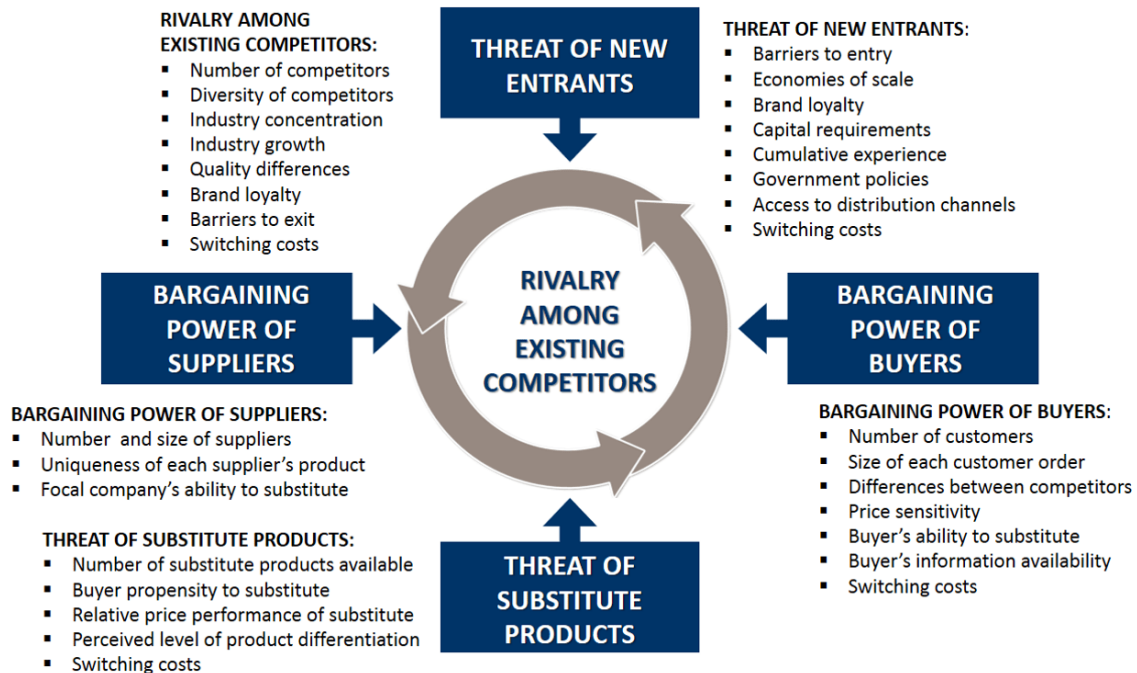 RIVALRY AMONG
EXISTING COMPETITORS:
▪ Number of competitors
▪ Diversity of competitors
▪ Industry concentration
▪ Industry growth
▪ Quality differences
▪ Brand loyalty
▪ Barriers to exit
▪ Switching costs
THREAT OF NEW
ENTRANTS
THREAT OF NEW ENTRANTS:
▪ Barriers to entry
▪ Economies of scale
▪ Brand loyalty
▪ Capital requirements
▪ Cumulative experience
▪ Government policies
▪ Access to distribution channels
▪ Switching costs
BARGAINING
POWER OF
SUPPLIERS
RIVALRY
AMONG
EXISTING
COMPETITORS
BARGAINING
POWER OF
BUYERS
BARGAINING POWER OF SUPPLIERS:
▪ Number and size of suppliers
▪ Uniqueness of each supplier’s product
▪ Focal company’s ability to substitute
BARGAINING POWER OF BUYERS:
▪ Number of customers
▪ Size of each customer order
▪ Differences between competitors
▪ Price sensitivity
▪ Buyer’s ability to substitute
▪ Buyer’s information availability
▪ Switching costs
THREAT OF SUBSTITUTE PRODUCTS:
▪ Number of substitute products available
▪ Buyer propensity to substitute
▪ Relative price performance of substitute
▪ Perceived level of product differentiation
▪ Switching costs
THREAT OF
SUBSTITUTE
PRODUCTS